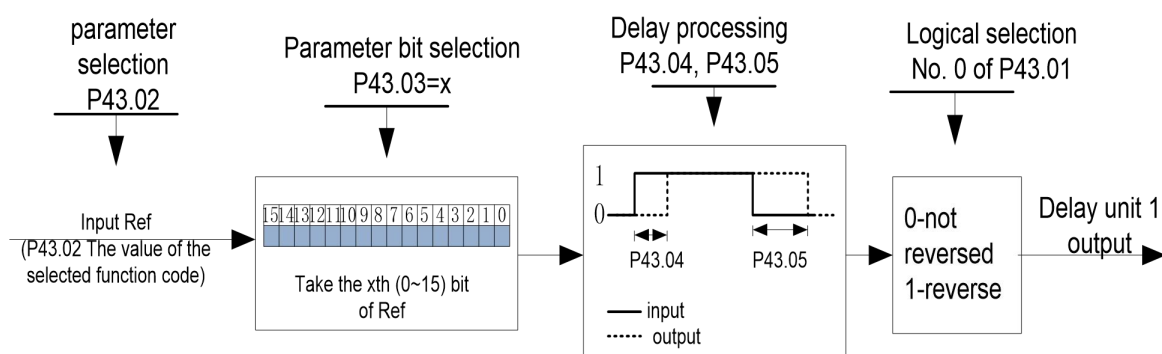 parameter
selection
P43.02
Parameter bit selection
P43.03=x
Delay processing
P43.04, P43.05
Logical selection
No. 0 of P43.01
Input Ref
(P43.02 The value of the
selected function code)
15 14 13 12 11 10 9 8 7 6 5 4 3 2 1 0
Take the xth (0~15) bit
of Ref
1
0
P43.04 P43.05
input
output
0-not
reversed
1-reverse
Delay unit 1
output